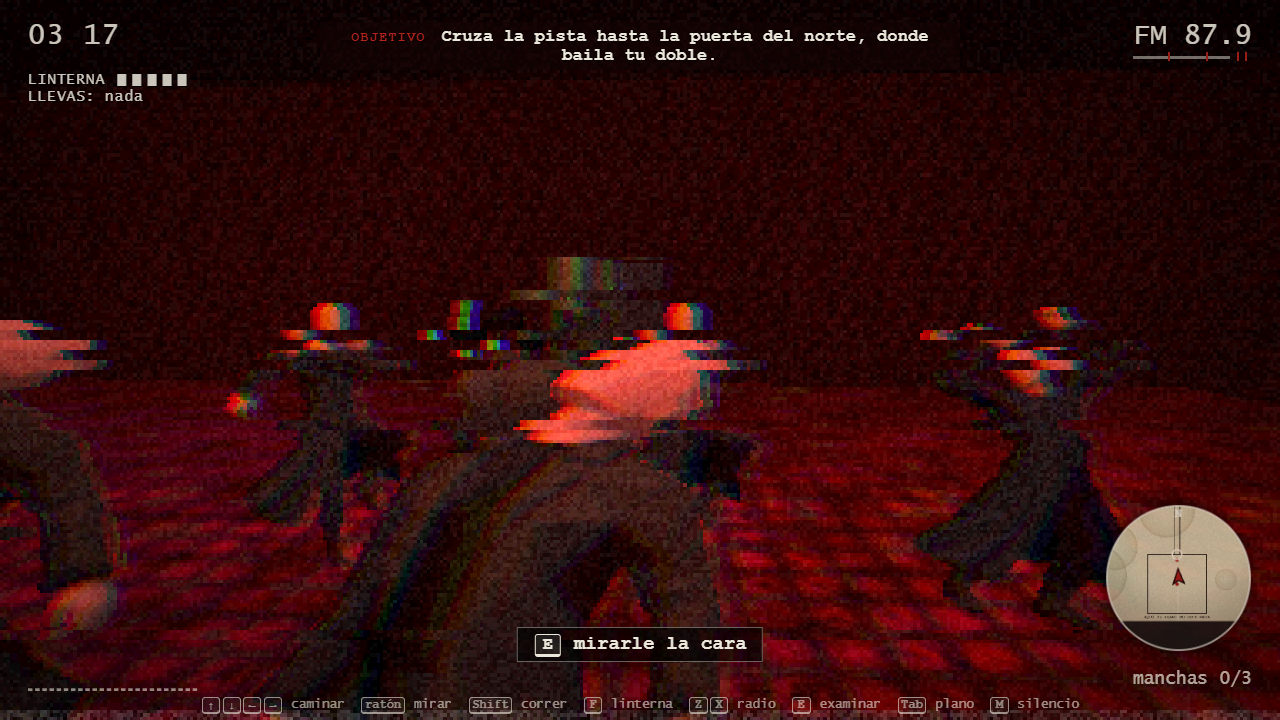 03 17
OBJETIVO Cruza la pista hasta la puerta del norte, donde
baila tu doble.
FM 87.9
LINTERNA
LLEVAS: nada
E mirarle la cara
manchas 0/3
↑ ↓ ← → caminar ratón mirar Shift correr F linterna Z X radio E examinar Tab plano M silencio